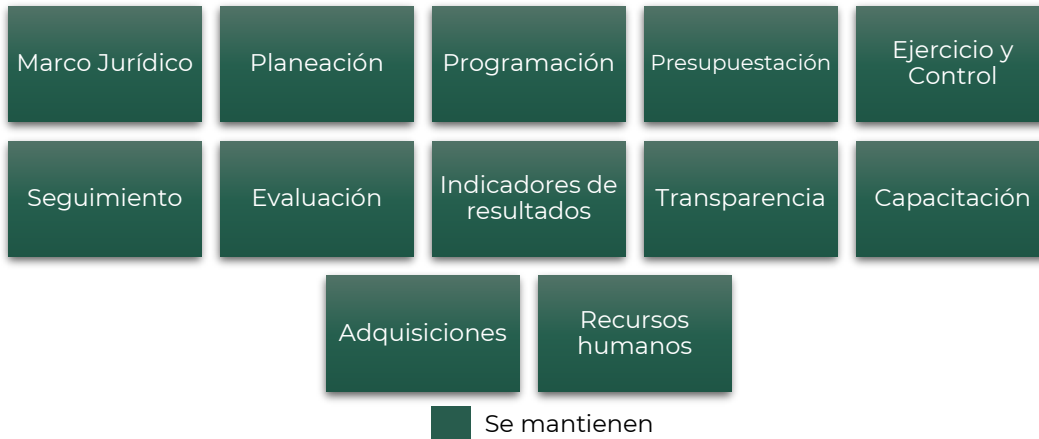 Marco Jurídico
Planeación
Programación
Presupuestación
Ejercicio y
Control
Seguimiento
Evaluación
Indicadores de
resultados
Transparencia
Capacitación
Adquisiciones
Recursos
humanos
Se mantienen